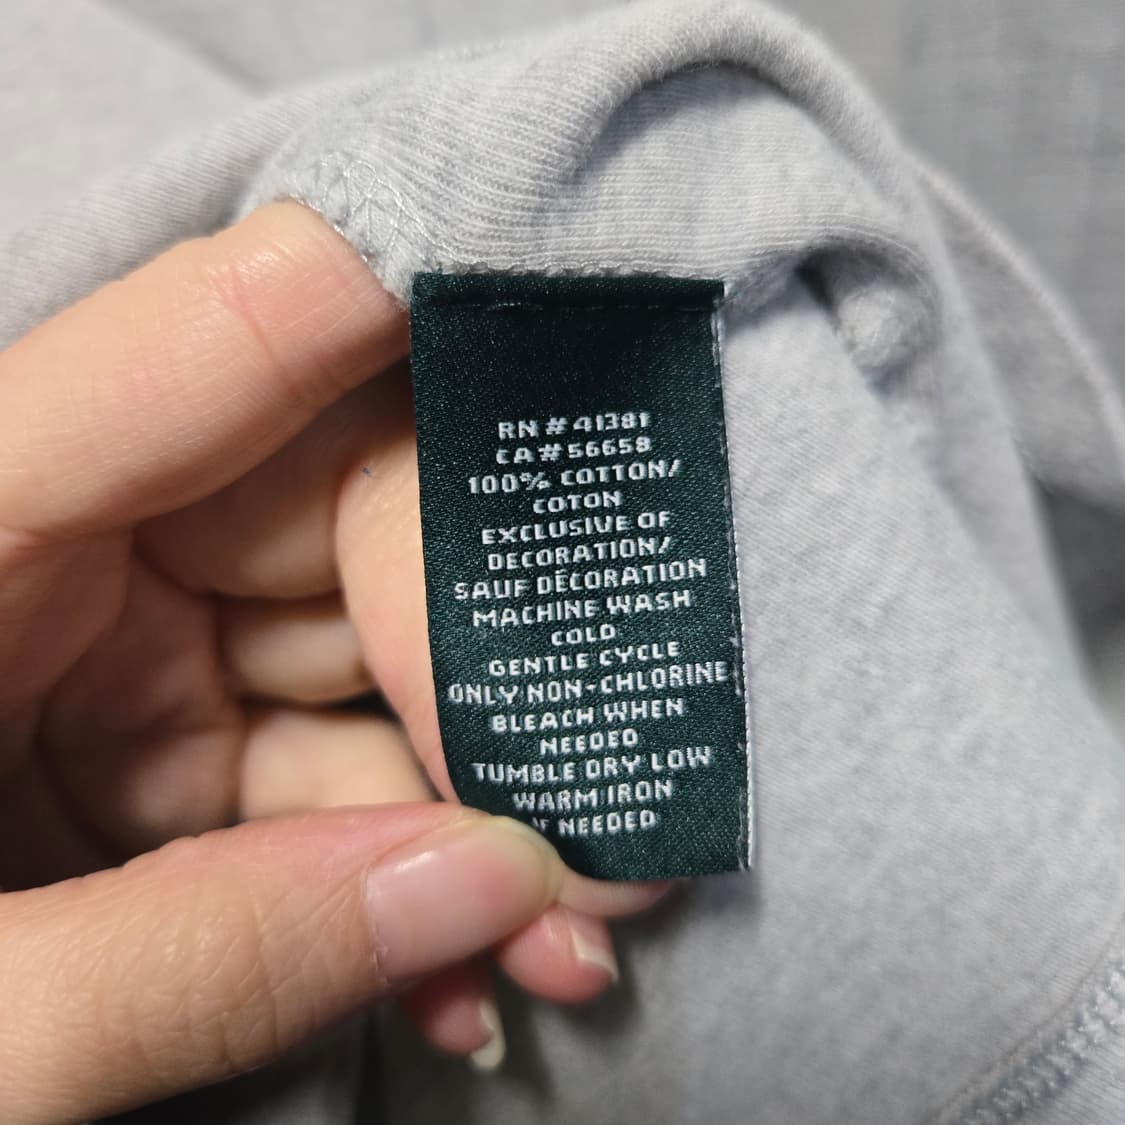 RN # 41381
CA # 56658
100% COTTON/
COTON
EXCLUSIVE OF
DECORATION/
SAUF DÉCORATION
MACHINE WASH
COLD
GENTLE CYCLE
ONLY NON-CHLORINE
BLEACH WHEN
NEEDED
TUMBLE DRY LOW
WARM IRON
IF NEEDED